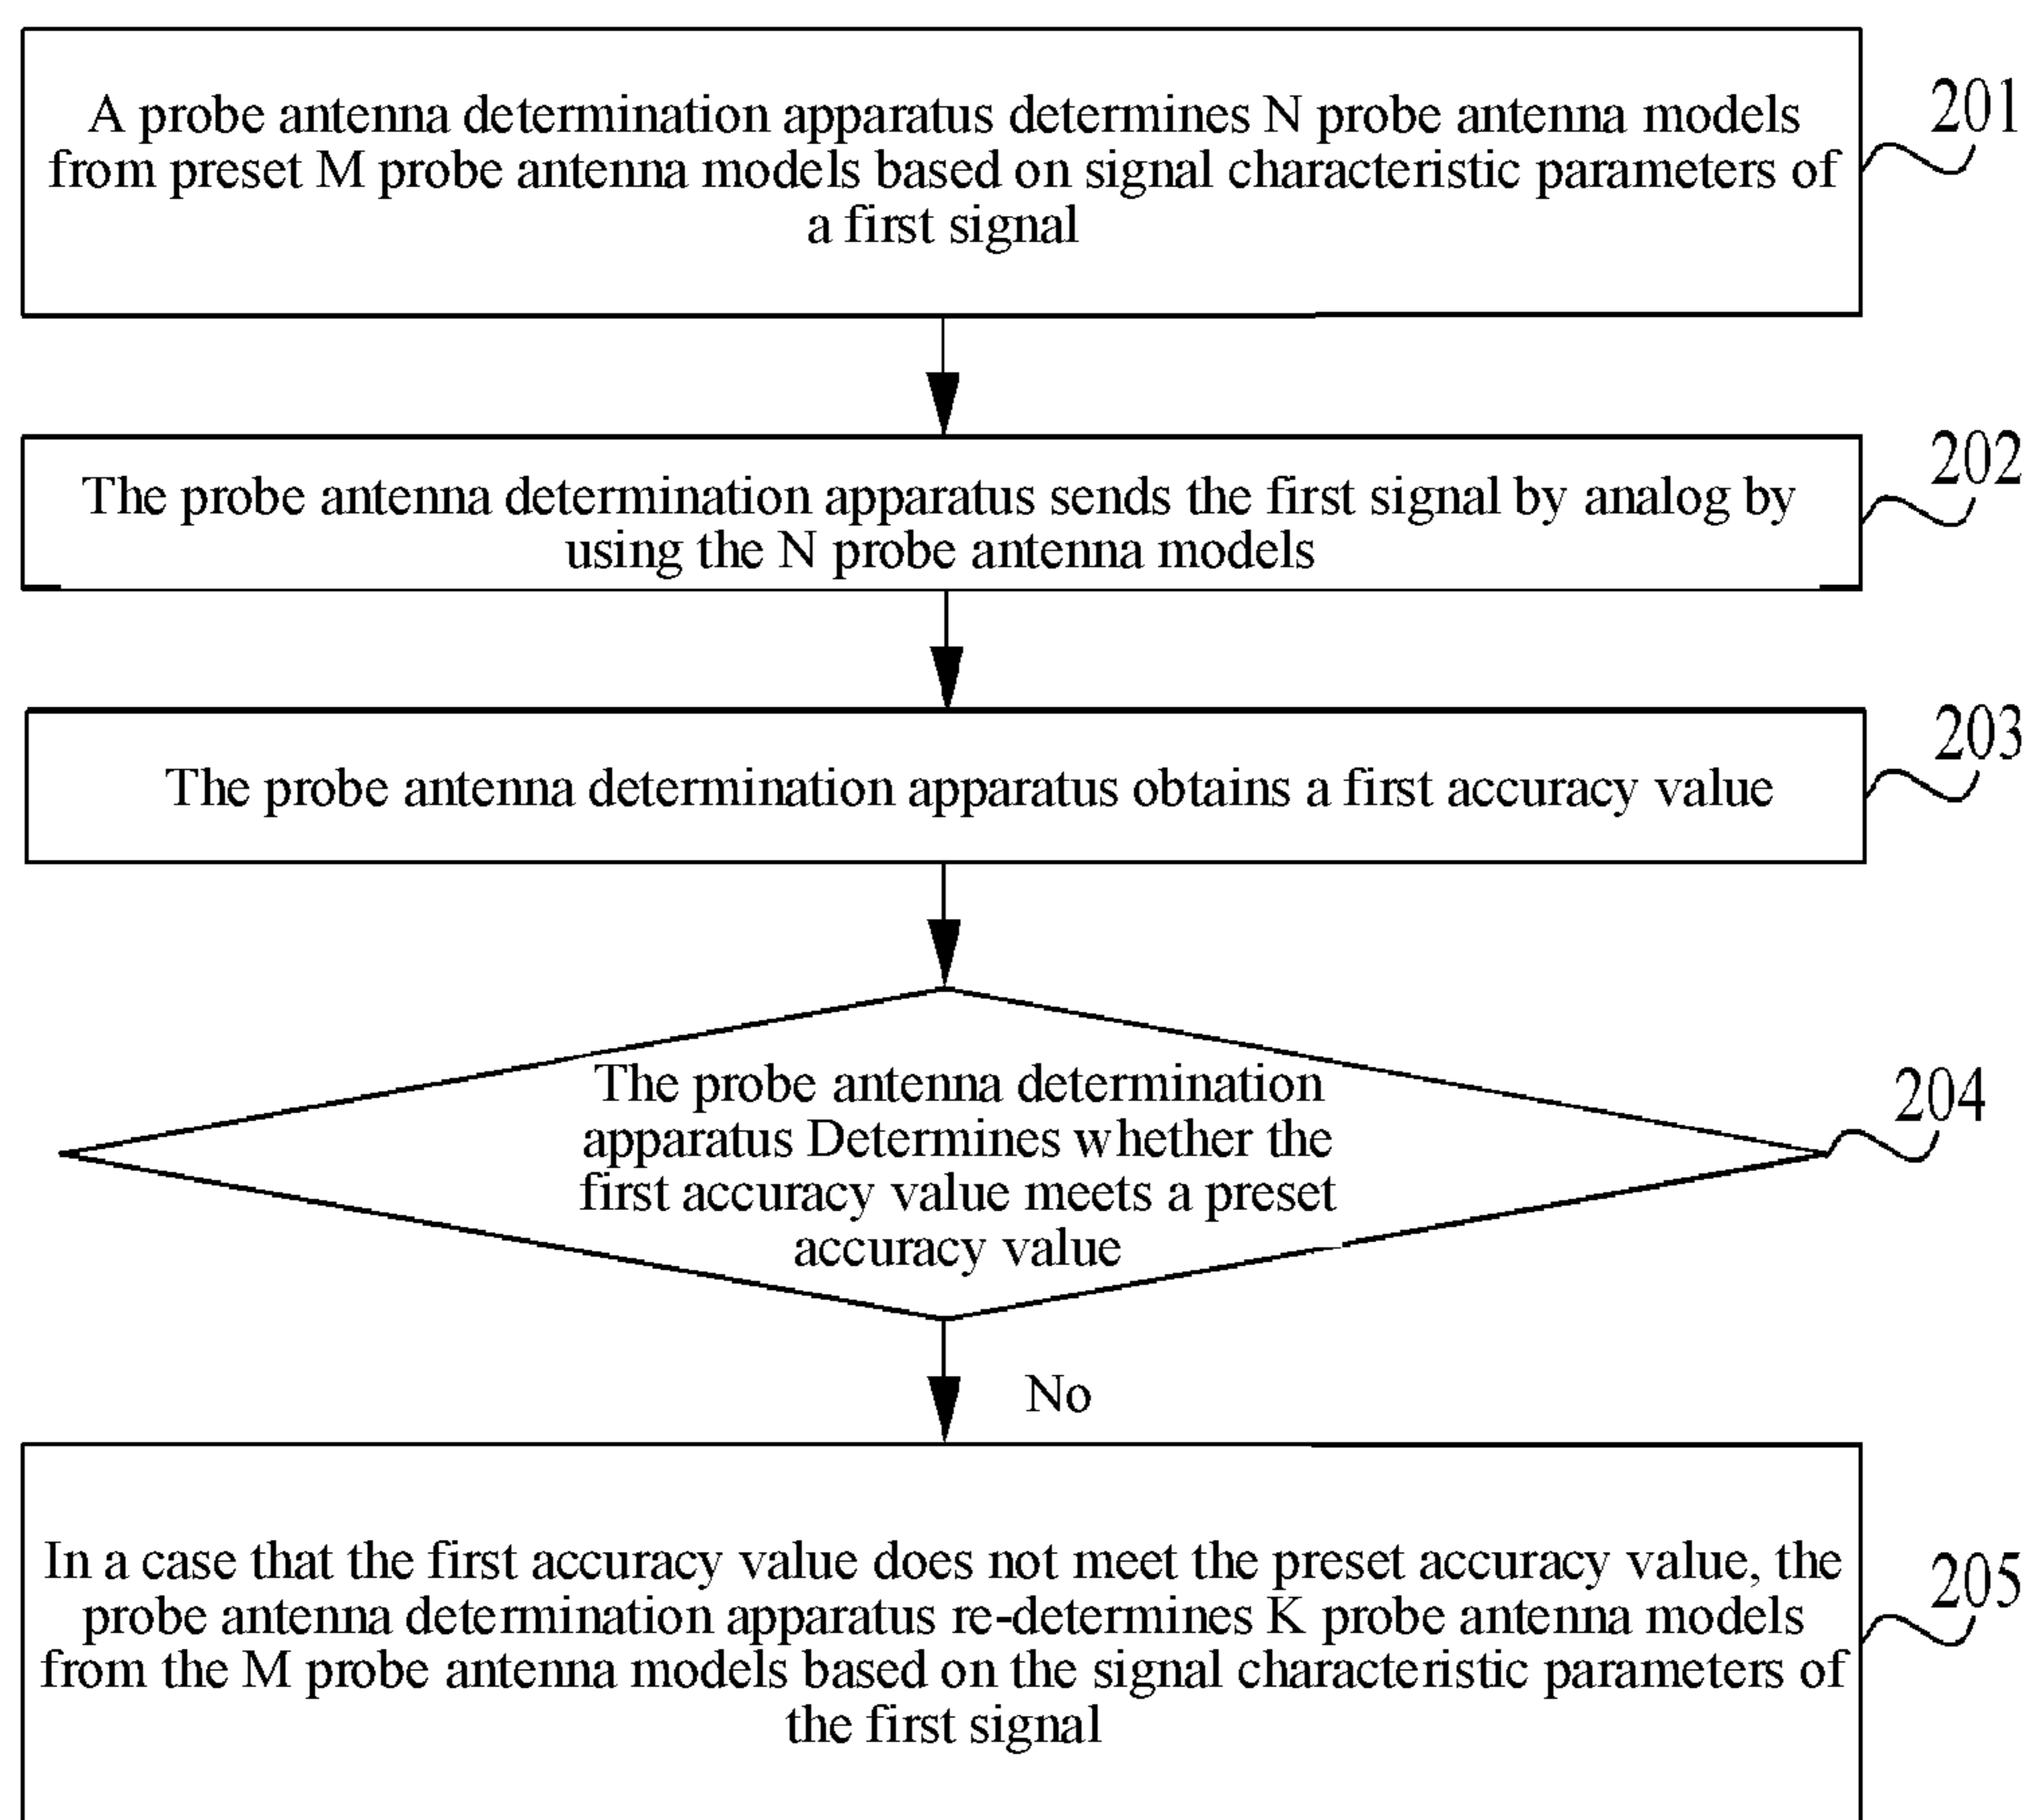 A probe antenna determination apparatus determines N probe antenna models
from preset M probe antenna models based on signal characteristic parameters of
a first signal
201
The probe antenna determination apparatus sends the first signal by analog by
using the N probe antenna models
202
The probe antenna determination apparatus obtains a first accuracy value
203
The probe antenna determination
apparatus Determines whether the
first accuracy value meets a preset
accuracy value
204
No
In a case that the first accuracy value does not meet the preset accuracy value, the
probe antenna determination apparatus re-determines K probe antenna models
from the M probe antenna models based on the signal characteristic parameters of
the first signal
205